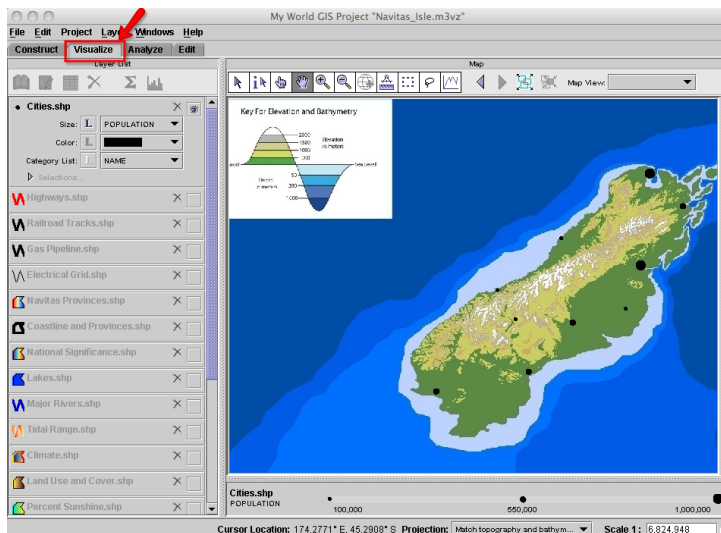 My World GIS Project "Navitas_Isle.m3vz"
File Edit Project Windows Help
Construct Visualize Analyze Edit
Layer List
Map
Map View:
Cities.shp
Size: L POPULATION
Color: L
Category List: L NAME
Selections...
Highways.shp
Railroad Tracks.shp
Gas Pipeline.shp
Electrical Grid.shp
Navitas Provinces.shp
Coastline and Provinces.shp
National Significance.shp
Lakes.shp
Major Rivers.shp
Tidal Range.shp
Climate.shp
Land Use and Cover.shp
Percent Sunshine.shp
Key For Elevation and Bathymetry
2000
1500
1000
300
Elevation
in meters
Sea Level
Depth
in meters
50
200
1000
Cities.shp
POPULATION
100,000 550,000 1,000,000
Cursor Location: 174.2771° E, 45.2908° S Projection: Match topography and bathym... Scale 1: 6,824,948